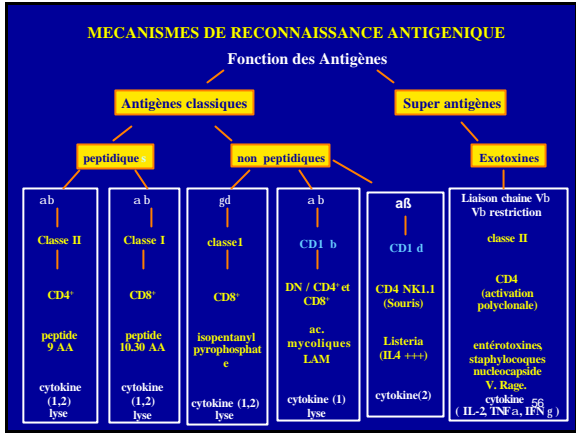 MECANISMES DE RECONNAISSANCE ANTIGENIQUE
Fonction des Antigènes
Antigènes classiques
Super antigènes
peptidiques
non peptidiques
Exotoxines
a b
Classe II
CD4+
peptide
9 AA
cytokine
(1,2)
lyse
a b
Classe I
CD8+
peptide
10.30 AA
cytokine
(1,2)
lyse
gd
classe1
CD8+
isopentanyl
pyrophosphat
e
cytokine (1,2)
lyse
a b
CD1 b
DN / CD4+ et
CD8+
ac.
mycoliques
LAM
cytokine (1)
lyse
aß
CD1 d
CD4 NK1.1
(Souris)
Listeria
(IL4 +++)
cytokine(2)
Liaison chaine Vb
Vb restriction
classe II
CD4
(activation
polyclonale)
entérotoxines,
staphylocoques
nucleocapside
V. Rage.
cytokine
( IL-2, TNFa, IFN g )
56